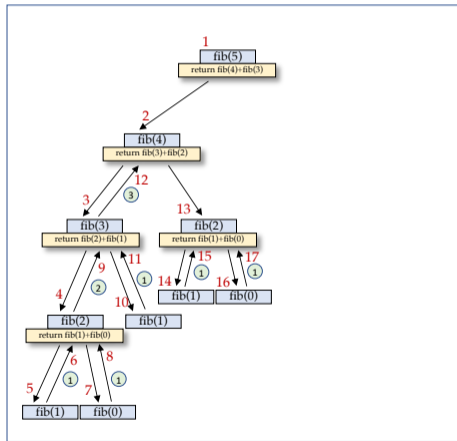 1
fib(5)
return fib(4)+fib(3)
2
fib(4)
return fib(3)+fib(2)
3
12
3
13
fib(3)
return fib(2)+fib(1)
fib(2)
return fib(1)+fib(0)
9
11
15
17
4
2
10
1
14
1
16
1
fib(1)
fib(0)
fib(2)
return fib(1)+fib(0)
fib(1)
6
8
5
1
7
1
fib(1)
fib(0)